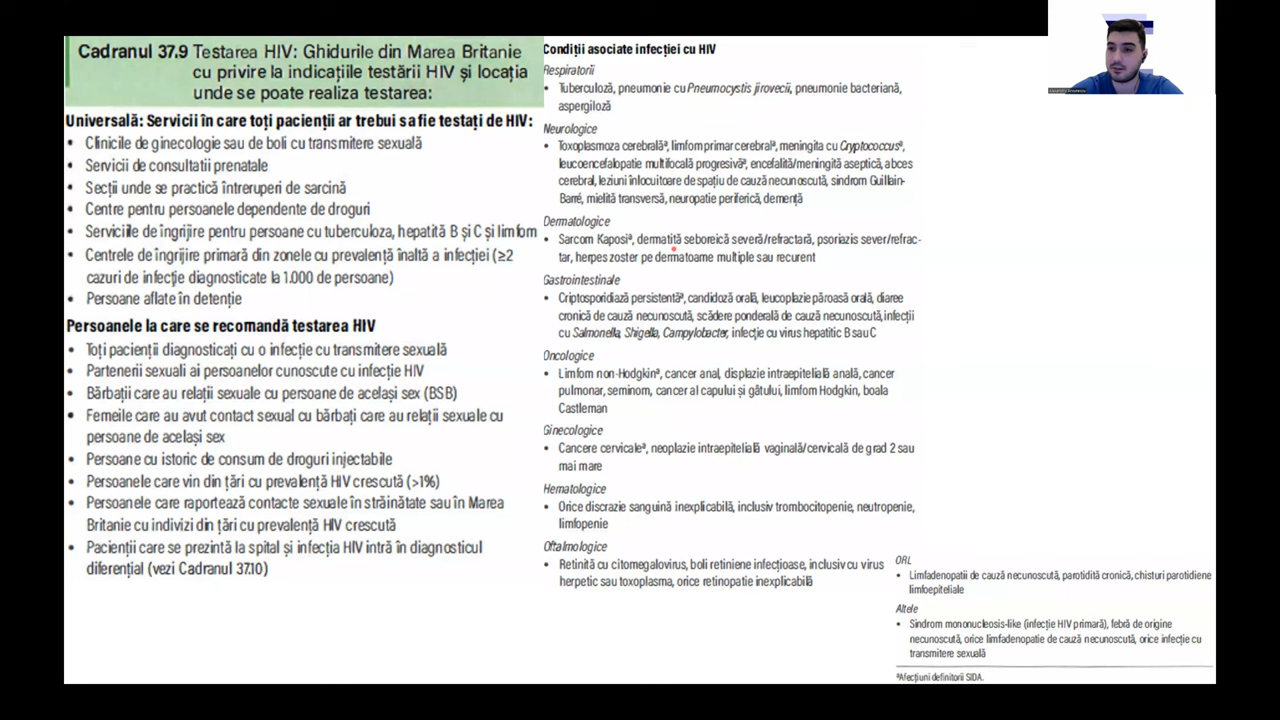 Cadranul 37.9 Testarea HIV: Ghidurile din Marea Britanie
cu privire la indicațiile testării HIV și locația
unde se poate realiza testarea:
Universală: Servicii în care toți pacienții ar trebui sa fie testați de HIV:
• Clinicile de ginecologie sau de boli cu transmitere sexuală
• Servicii de consultatii prenatale
• Secții unde se practică întreruperi de sarcină
• Centre pentru persoanele dependente de droguri
• Serviciile de îngrijire pentru persoane cu tuberculoza, hepatită B și C și limfom
• Centrele de îngrijire primară din zonele cu prevalență înaltă a infecției (≥2
cazuri de infecție diagnosticate la 1.000 de persoane)
• Persoane aflate în detenție
Persoanele la care se recomandă testarea HIV
• Toți pacienții diagnosticați cu o infecție cu transmitere sexuală
• Partenerii sexuali ai persoanelor cunoscute cu infecție HIV
• Bărbații care au relații sexuale cu persoane de același sex (BSB)
• Femeile care au avut contact sexual cu bărbați care au relații sexuale cu
persoane de același sex
• Persoane cu istoric de consum de droguri injectabile
• Persoanele care vin din țări cu prevalență HIV crescută (>1%)
• Persoanele care raportează contacte sexuale în străinătate sau în Marea
Britanie cu indivizi din țări cu prevalență HIV crescută
• Pacienții care se prezintă la spital și infecția HIV intră în diagnosticul
diferențial (vezi Cadranul 37.10)
Condiții asociate infecției cu HIV
Respiratorii
• Tuberculoză, pneumonie cu Pneumocystis jirovecii, pneumonie bacteriană,
aspergiloză
Neurologice
• Toxoplasmoza cerebralăª, limfom primar cerebralª, meningita cu Cryptococcusª,
leucoencefalopatie multifocală progresivăª, encefalită/meningită aseptică, abces
cerebral, leziuni înlocuitoare de spațiu de cauză necunoscută, sindrom Guillain-
Barré, mielită transversă, neuropatie periferică, demență
Dermatologice
• Sarcom Kaposiª, dermatită seboreică severă/refractară, psoriazis sever/refrac-
tar, herpes zoster pe dermatoame multiple sau recurent
Gastrointestinale
• Criptosporidiază persistentăª, candidoză orală, leucoplazie păroasă orală, diaree
cronică de cauză necunoscută, scădere ponderală de cauză necunoscută, infecții
cu Salmonella, Shigella, Campylobacter, infecție cu virus hepatitic B sau C
Oncologice
• Limfom non-Hodgkinª, cancer anal, displazie intraepitelială anală, cancer
pulmonar, seminom, cancer al capului și gâtului, limfom Hodgkin, boala
Castleman
Ginecologice
• Cancere cervicaleª, neoplazie intraepitelială vaginală/cervicală de grad 2 sau
mai mare
Hematologice
• Orice discrazie sanguină inexplicabilă, inclusiv trombocitopenie, neutropenie,
limfopenie
Oftalmologice
• Retinită cu citomegalovirus, boli retiniene infecțioase, inclusiv cu virus
herpetic sau toxoplasma, orice retinopatie inexplicabilă
ORL
• Limfadenopatii de cauză necunoscută, parotidită cronică, chisturi parotidiene
limfoepiteliale
Altele
• Sindrom mononucleosis-like (infecție HIV primară), febră de origine
necunoscută, orice limfadenopatie de cauză necunoscută, orice infecție cu
transmitere sexuală
ªAfecțiuni definitorii SIDA.